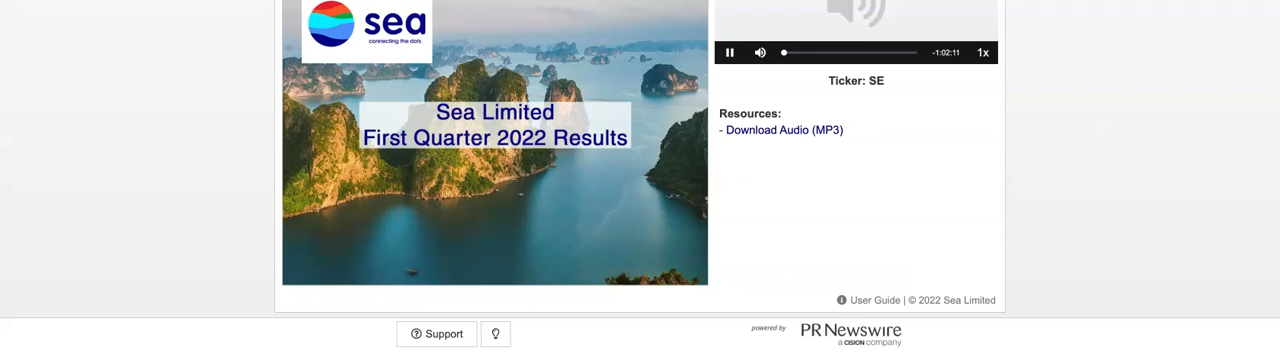 sea
connecting the dots
Sea Limited
First Quarter 2022 Results
-1:02:11
1x
Ticker: SE
Resources:
- Download Audio (MP3)
User Guide | © 2022 Sea Limited
Support
powered by PR Newswire
a CISION company